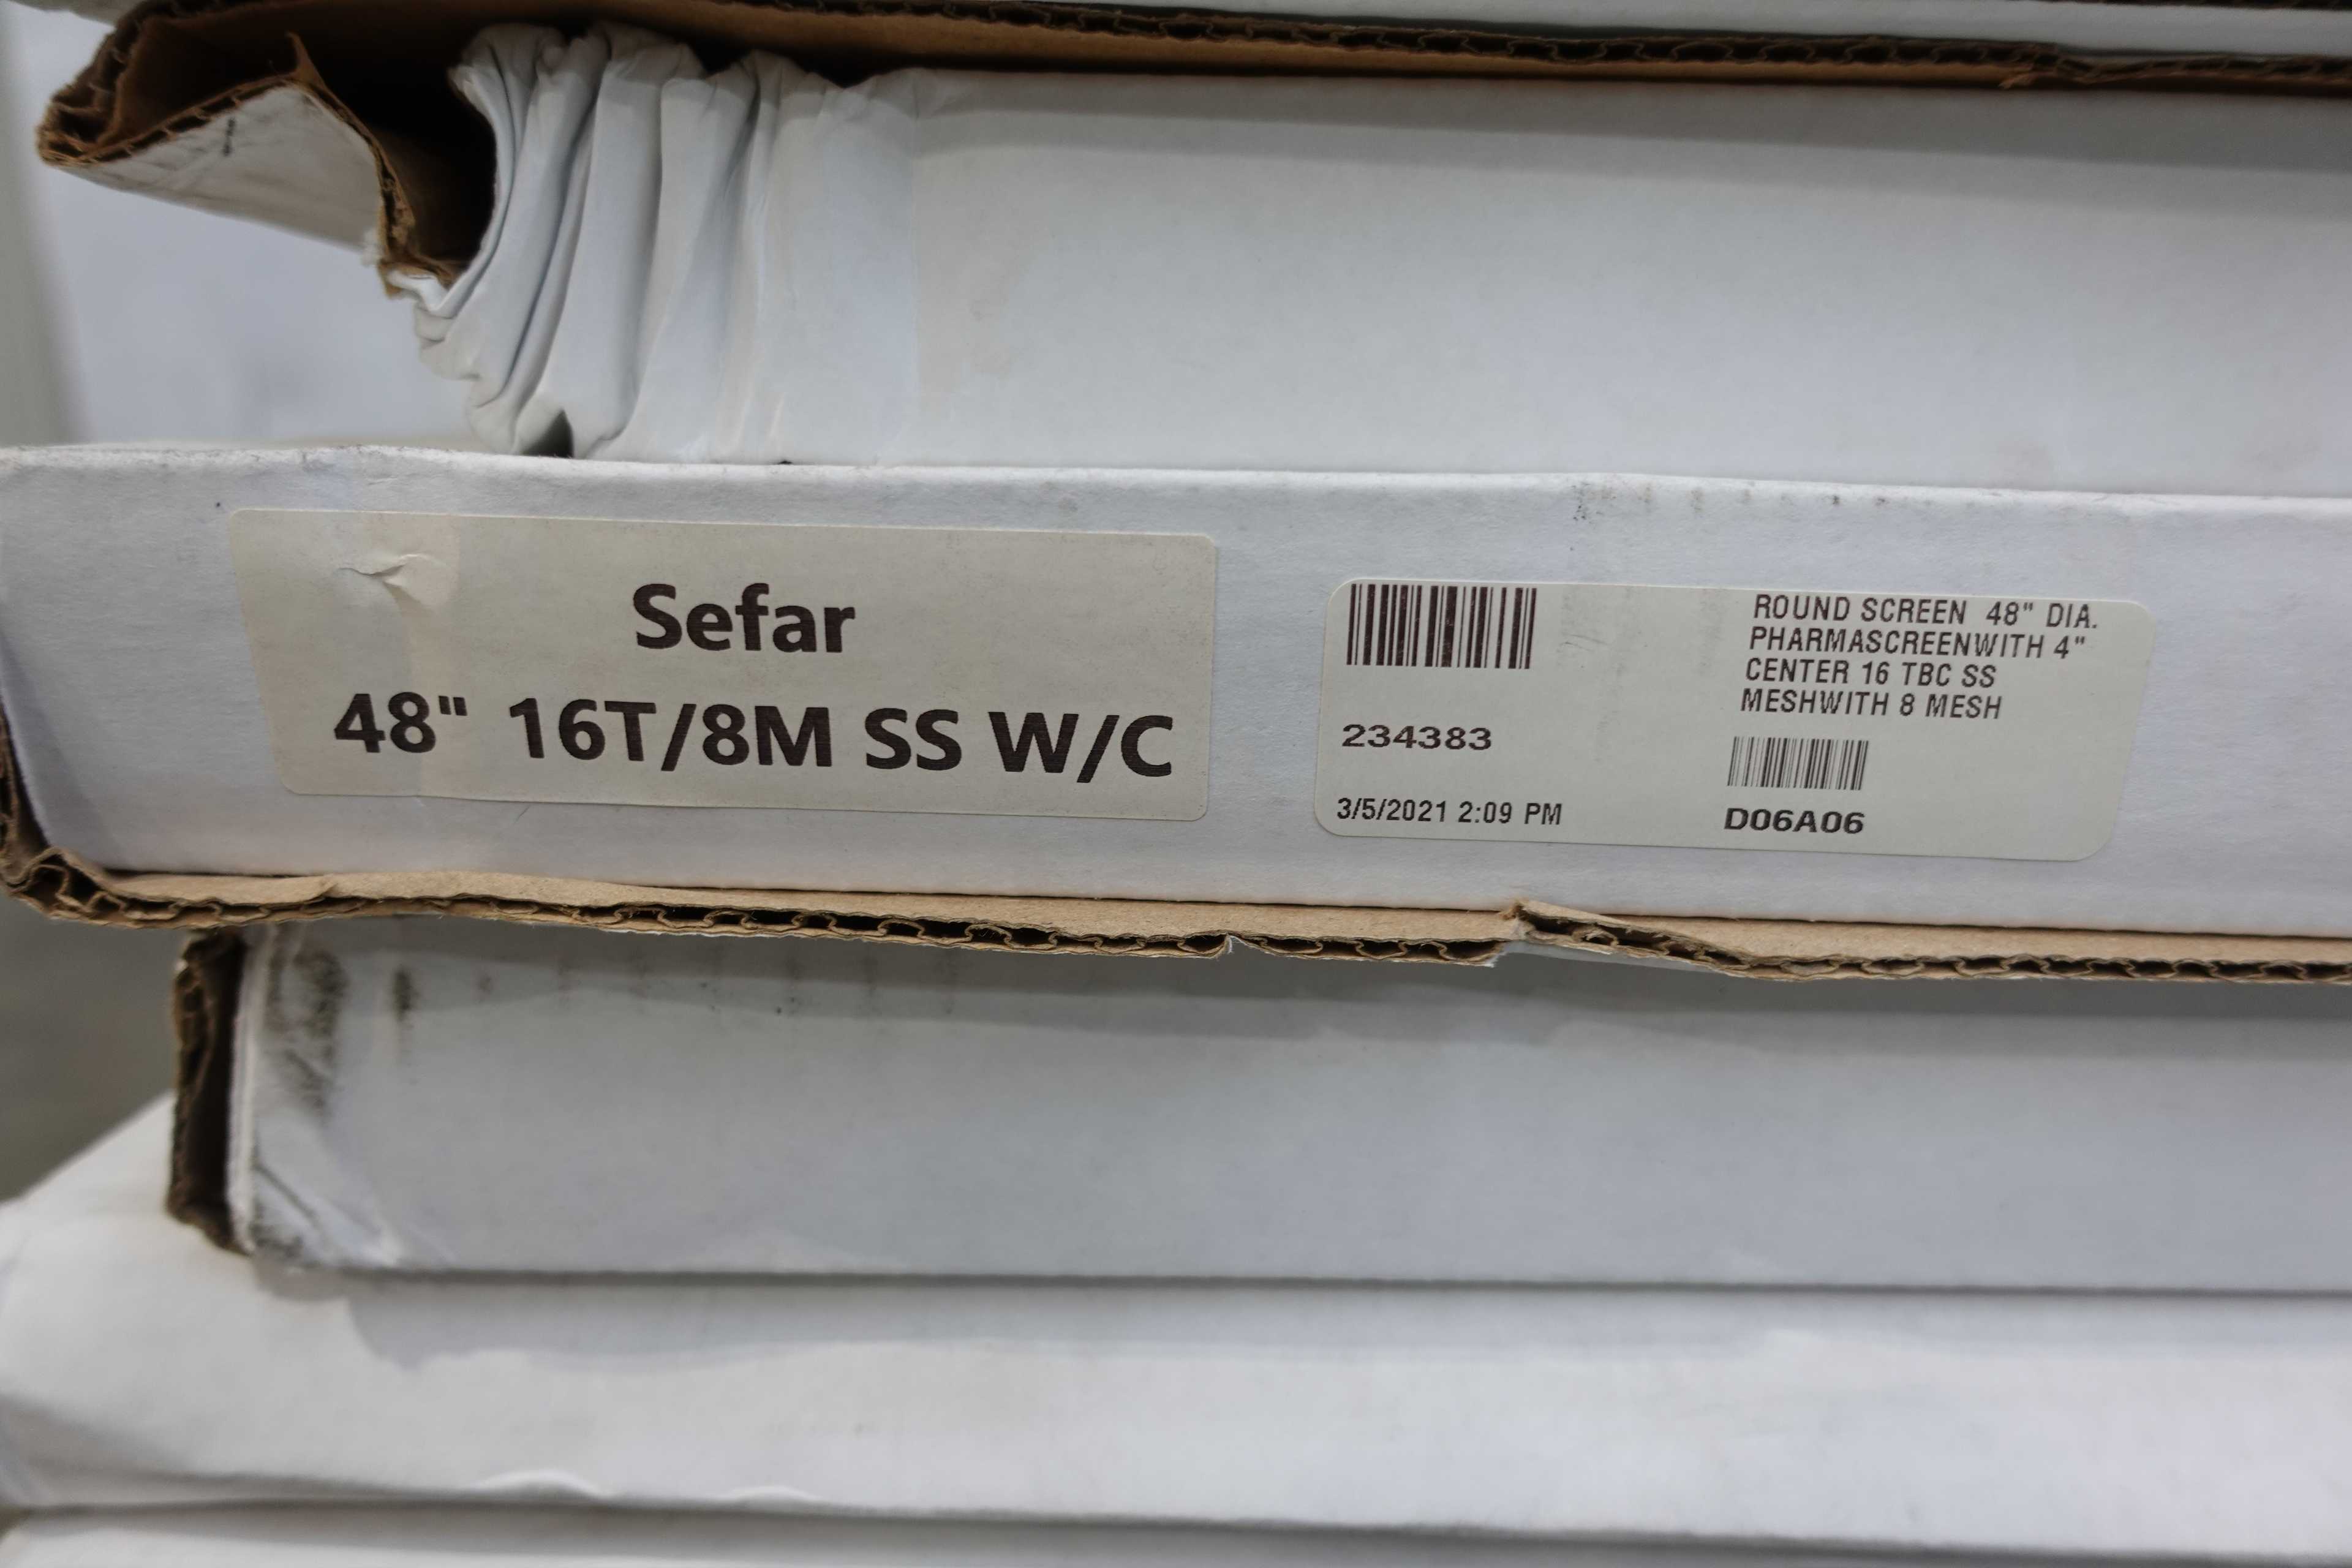 Sefar
48" 16T/8M SS W/C
ROUND SCREEN 48" DIA.
PHARMASCREENWITH 4"
CENTER 16 TBC SS
MESHWITH 8 MESH
234383
3/5/2021 2:09 PM
D06A06